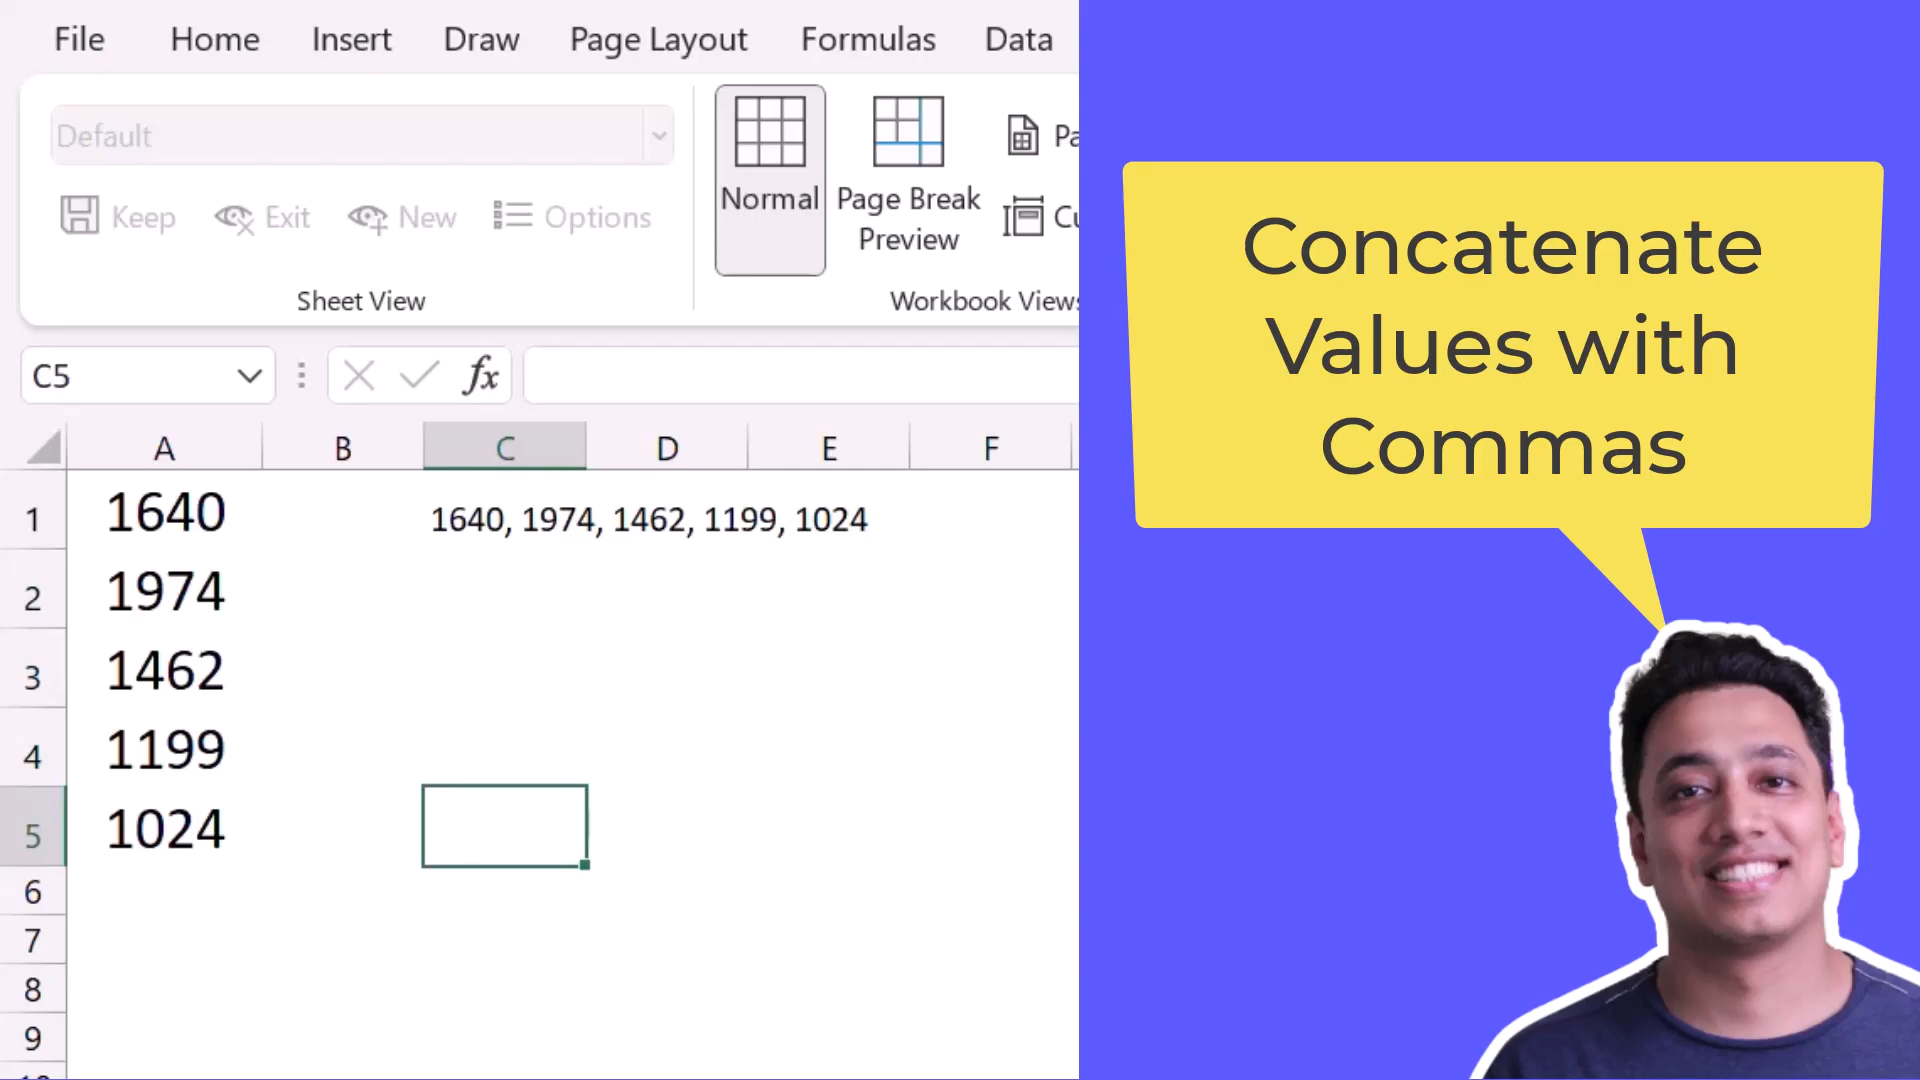 File Home Insert Draw Page Layout Formulas Data
Default
Keep Exit New Options
Normal
Page Break
Preview
Sheet View
Workbook Views
C5
fx
A B C D E F
1 1640 1640, 1974, 1462, 1199, 1024
2 1974
3 1462
4 1199
5 1024
6
7
8
9
Concatenate
Values with
Commas